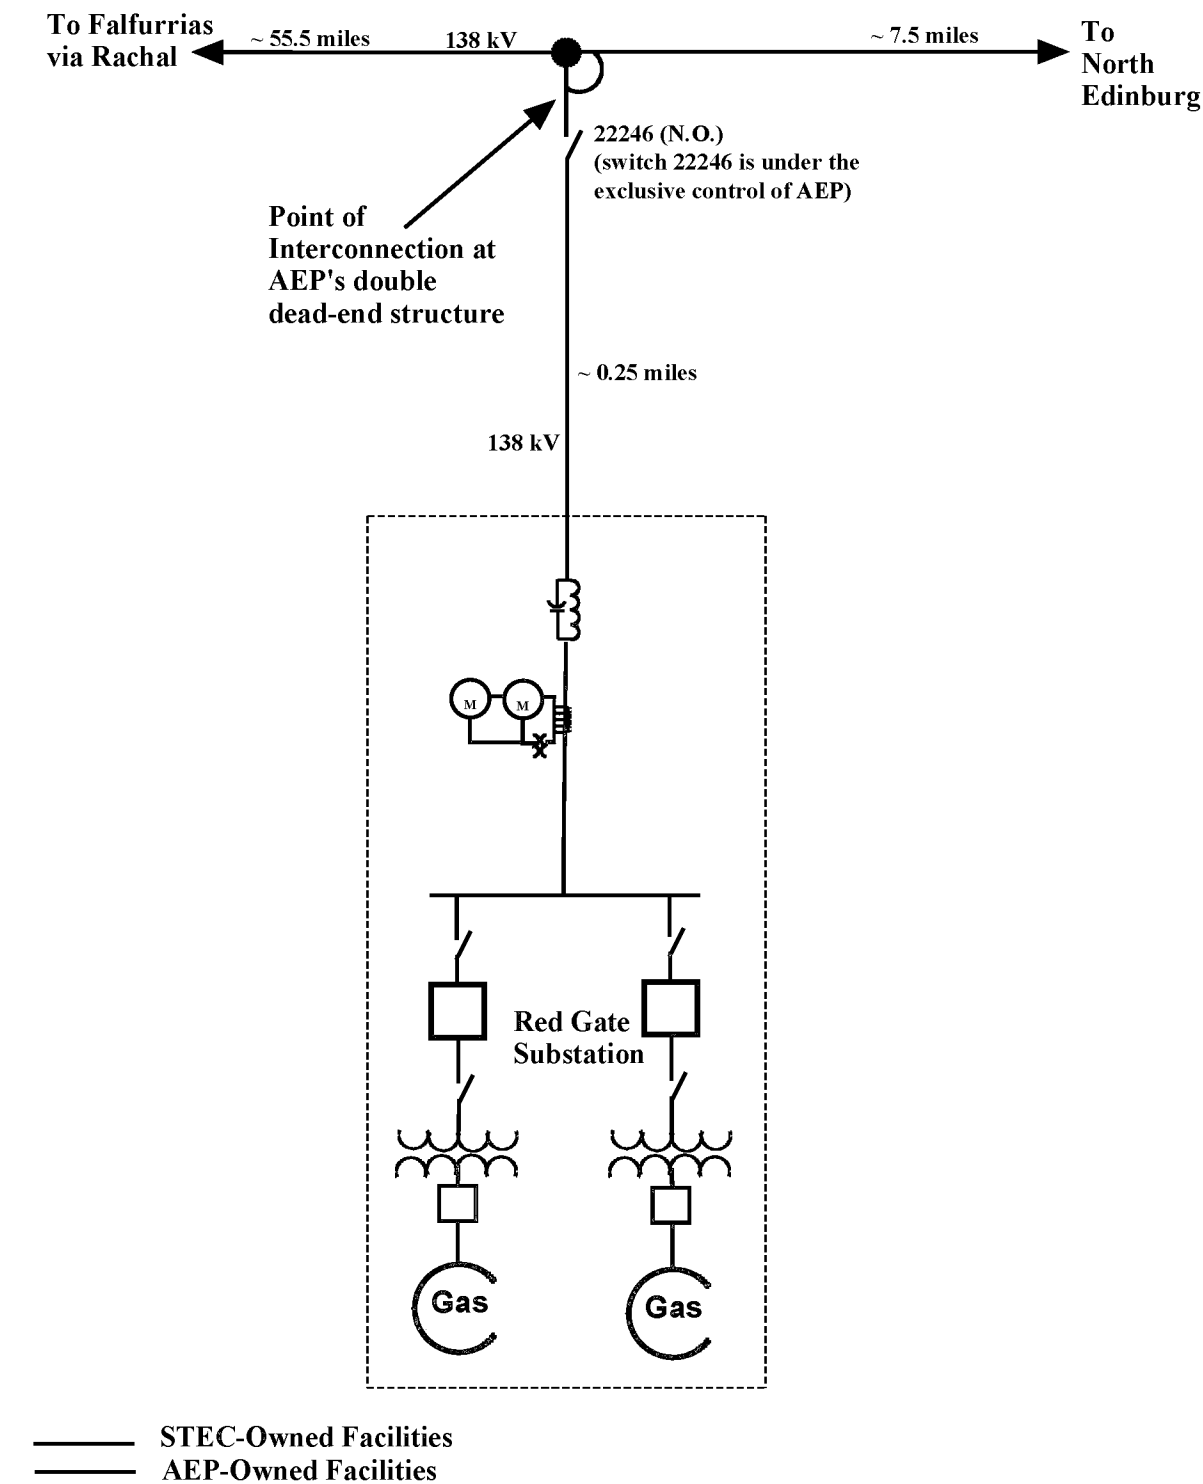 To Falfurrias
via Rachal
~ 55.5 miles
138 kV
~ 7.5 miles
To
North
Edinburg
22246 (N.O.)
(switch 22246 is under the
exclusive control of AEP)
Point of
Interconnection at
AEP's double
dead-end structure
~ 0.25 miles
138 kV
M
M
Red Gate
Substation
Gas
Gas
STEC-Owned Facilities
AEP-Owned Facilities